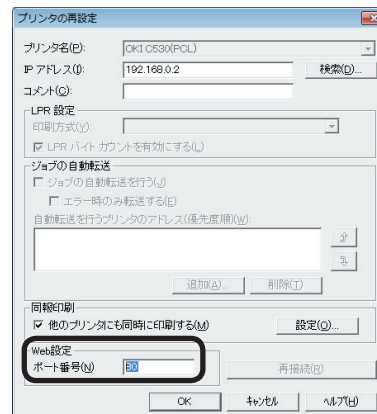 プリンタの再設定
プリンタ名(P): OKI C530(PCL)
IP アドレス(I): 192.168.0.2 検索(D)...
コメント(C):
LPR 設定
印刷方式(Y):
LPR バイト カウントを有効にする(L)
ジョブの自動転送
ジョブの自動転送を行う(J)
エラー時のみ転送する(E)
自動転送を行うプリンタのアドレス(優先度順)(W):
追加(A)... 削除(T)
同報印刷
他のプリンタにも同時に印刷する(M) 設定(O)...
Web設定
ポート番号(N) 80
再接続(R)
OK キャンセル ヘルプ(H)